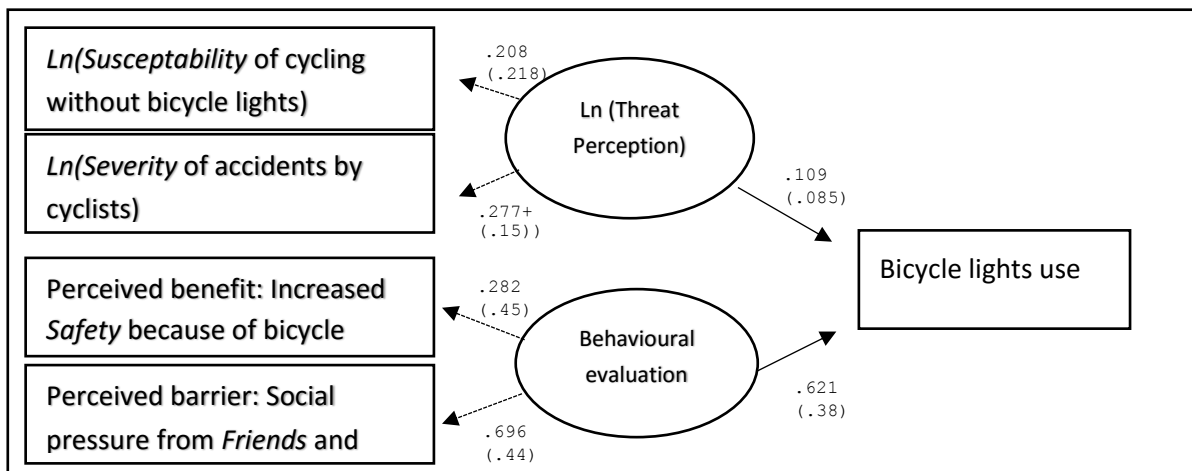 Ln(Susceptability of cycling
without bicycle lights)
.208
(.218)
Ln (Threat
Perception)
Ln(Severity of accidents by
cyclists)
.277+
(.15))
.109
(.085)
Bicycle lights use
Perceived benefit: Increased
Safety because of bicycle
.282
(.45)
Behavioural
evaluation
Perceived barrier: Social
pressure from Friends and
.696
(.44)
.621
(.38)